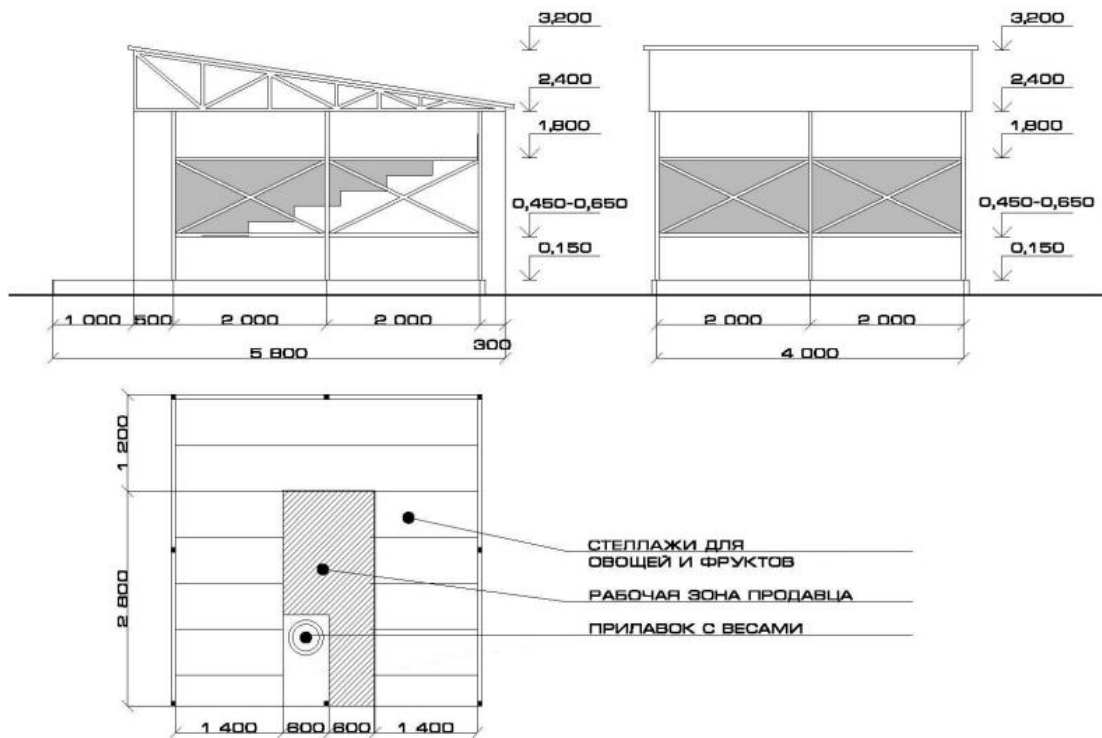 3,200
2,400
1,800
0,450-0,650
0,150
3,200
2,400
1,800
0,450-0,650
0,150
1 000 500 2 000 2 000 300
5 800
2 000 2 000
4 000
1 200
2 800
СТЕЛЛАЖИ ДЛЯ
ОВОЩЕЙ И ФРУКТОВ
РАБОЧАЯ ЗОНА ПРОДАВЦА
ПРИЛАВОК С ВЕСАМИ
1 400 600 600 1 400